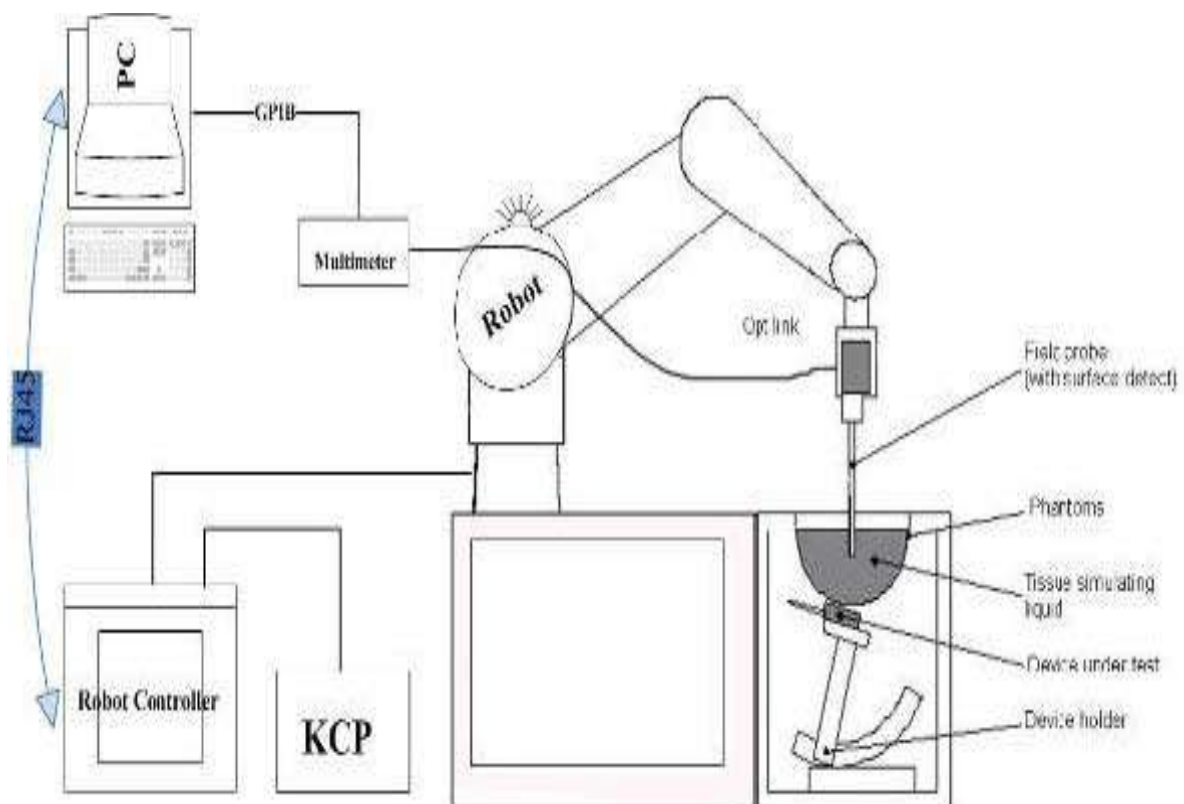 PC
GPIB
Multimeter
Robot
Opt link
Field probe
(with surface detect)
RJ45
Phantoms
Tissue simulating
liquid
Device under test
Device holder
Robot Controller
KCP